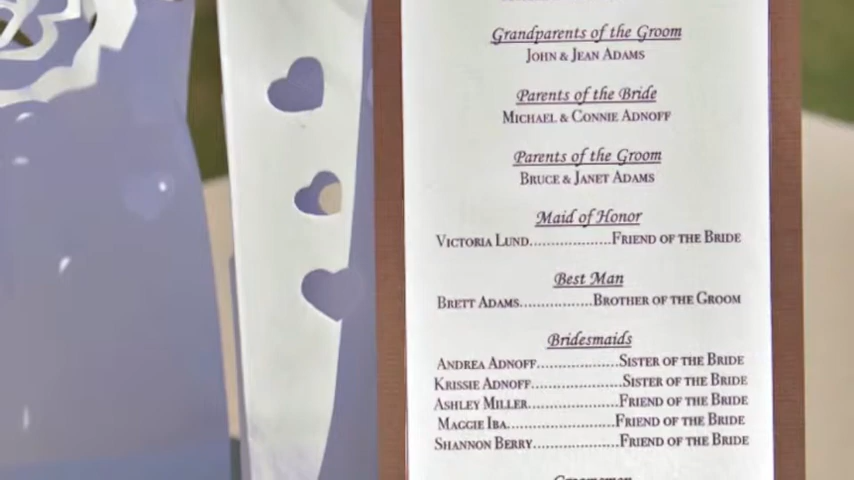 Grandparents of the Groom
JOHN & JEAN ADAMS
Parents of the Bride
MICHAEL & CONNIE ADNOFF
Parents of the Groom
BRUCE & JANET ADAMS
Maid of Honor
VICTORIA LUND...................FRIEND OF THE BRIDE
Best Man
BRETT ADAMS.................BROTHER OF THE GROOM
Bridesmaids
ANDREA ADNOFF...................SISTER OF THE BRIDE
KRISSIE ADNOFF.....................SISTER OF THE BRIDE
ASHLEY MILLER.....................FRIEND OF THE BRIDE
MAGGIE IBA.........................FRIEND OF THE BRIDE
SHANNON BERRY....................FRIEND OF THE BRIDE